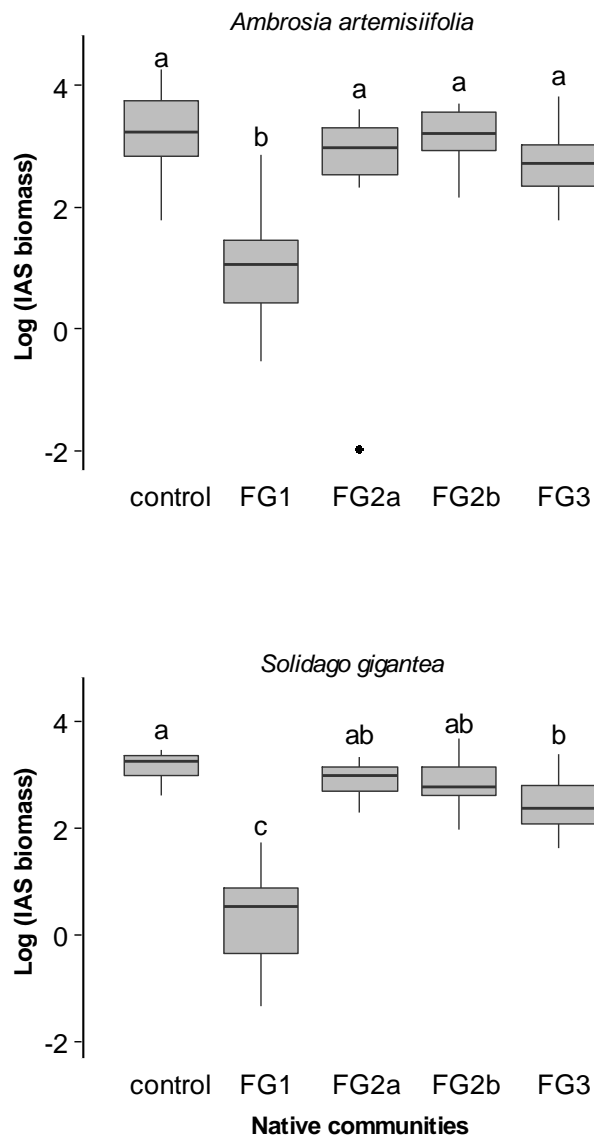 Ambrosia artemisiifolia
Log (IAS biomass)
4
2
0
-2
a
b
a
a
a
control FG1 FG2a FG2b FG3
Solidago gigantea
Log (IAS biomass)
4
2
0
-2
a
c
ab
ab
b
control FG1 FG2a FG2b FG3
Native communities